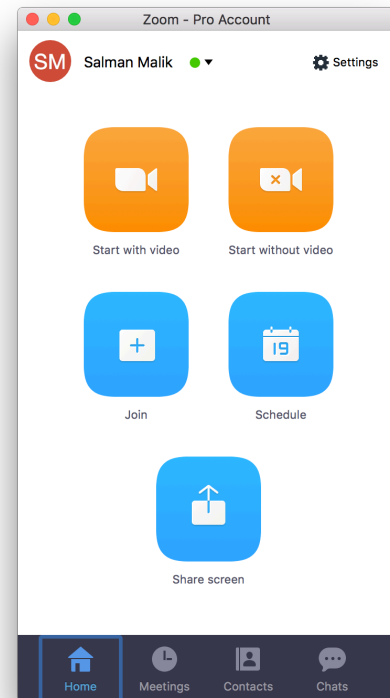 Zoom - Pro Account
SM Salman Malik Settings
Start with video Start without video
19
Join Schedule
Share screen
Home Meetings Contacts Chats